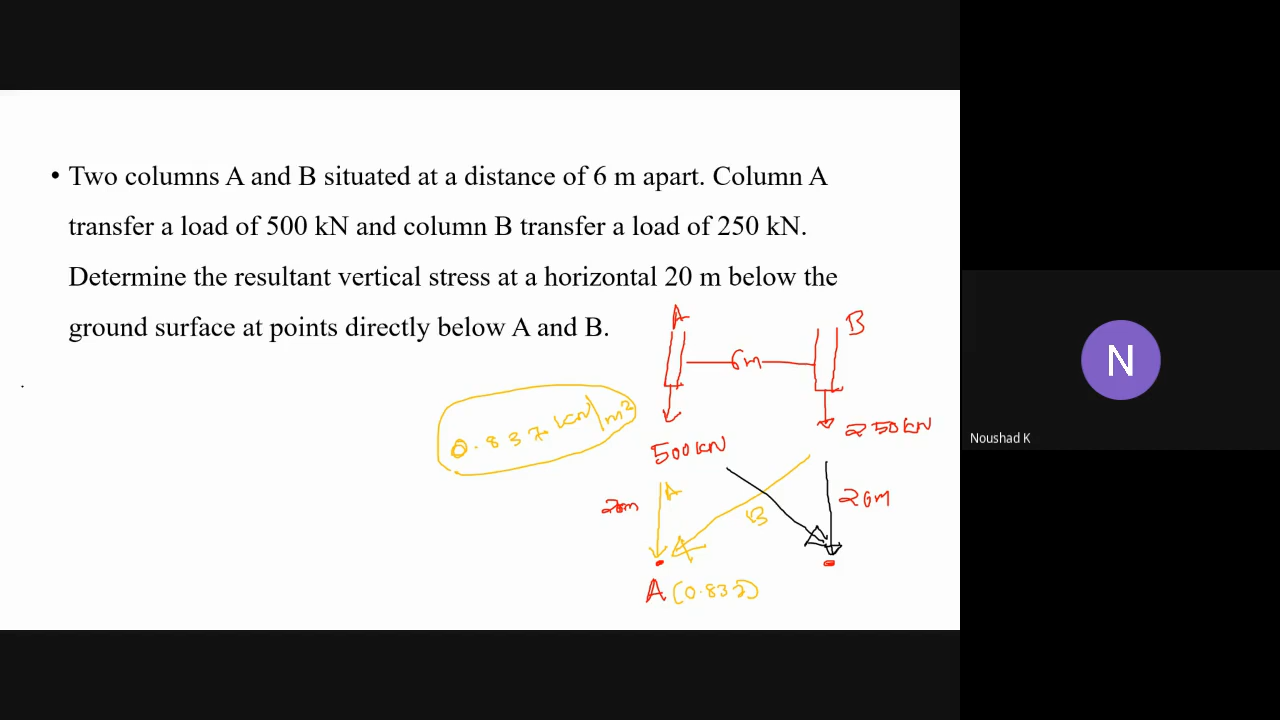 • Two columns A and B situated at a distance of 6 m apart. Column A
transfer a load of 500 kN and column B transfer a load of 250 kN.
Determine the resultant vertical stress at a horizontal 20 m below the
ground surface at points directly below A and B.
A
B
6m
0.837 kN/m²
500 kN
250 kN
20m
A
B
20m
A (0.837)
N
Noushad K